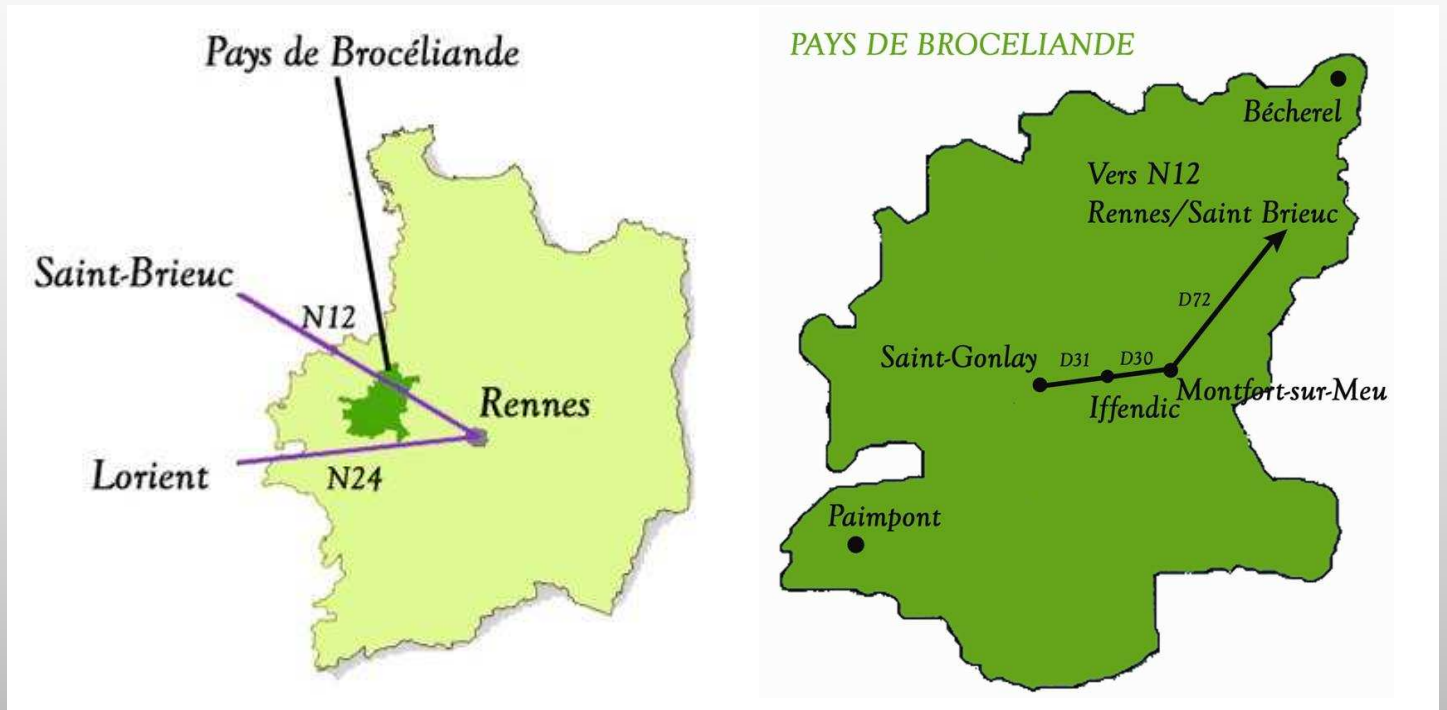 Pays de Brocéliande
Saint-Brieuc
N12
Rennes
Lorient
N24
PAYS DE BROCELIANDE
Bécherel
Vers N12
Rennes/Saint Brieuc
D72
Saint-Gonlay
D31
D30
Montfort-sur-Meu
Iffendic
Paimpont